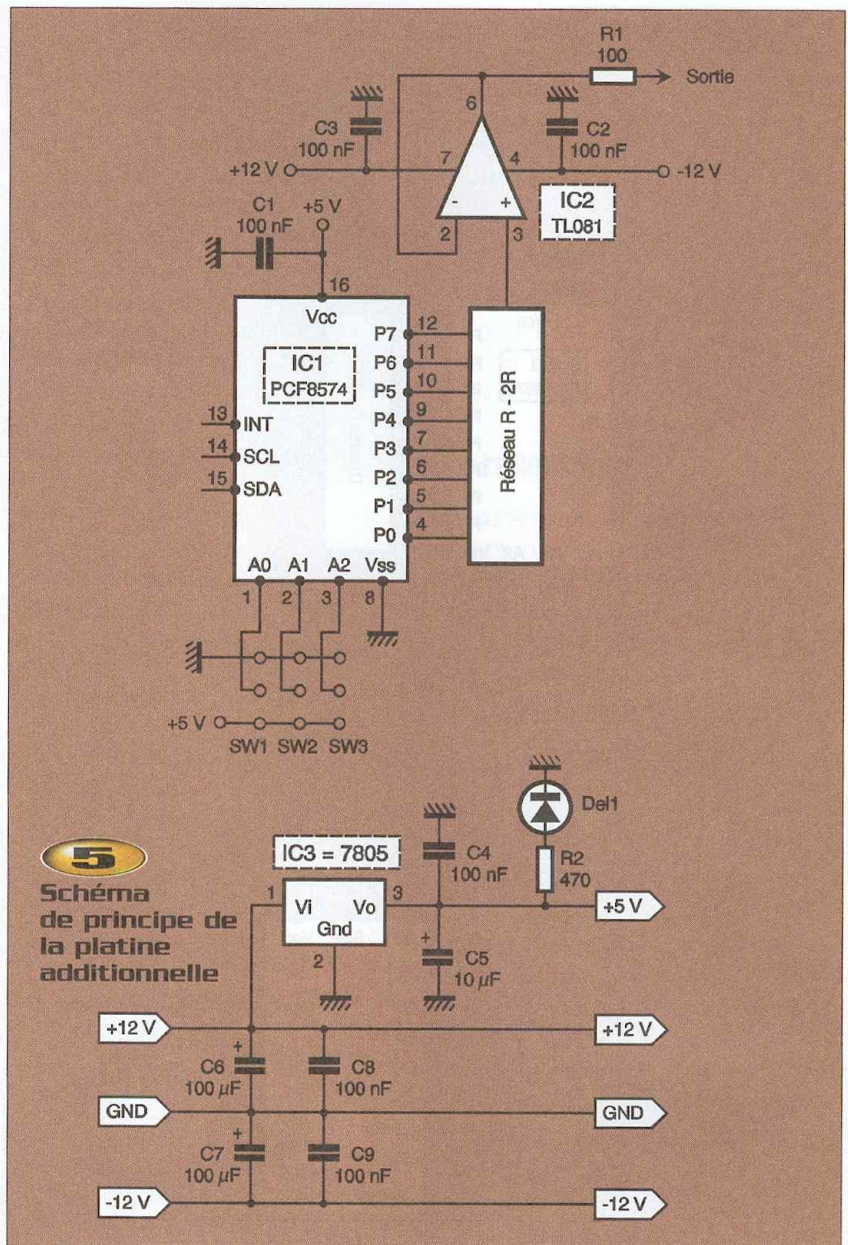 R1
100
Sortie
6
C3
100 nF
C2
100 nF
+12 V
7
4
-12 V
-
+
IC2
TL081
2
3
C1
100 nF
+5 V
16
Vcc
IC1
PCF8574
P7
12
P6
11
P5
10
P4
9
P3
7
P2
6
P1
5
P0
4
Réseau R - 2R
13
INT
14
SCL
15
SDA
A0
A1
A2
Vss
1
2
3
8
+5 V
SW1
SW2
SW3
Del1
R2
470
IC3 = 7805
C4
100 nF
1
Vi
Vo
3
Gnd
2
+5 V
+
C5
10 µF
5
Schéma
de principe de
la platine
additionnelle
+12 V
+12 V
+
C6
100 µF
C8
100 nF
GND
GND
+
C7
100 µF
C9
100 nF
-12 V
-12 V